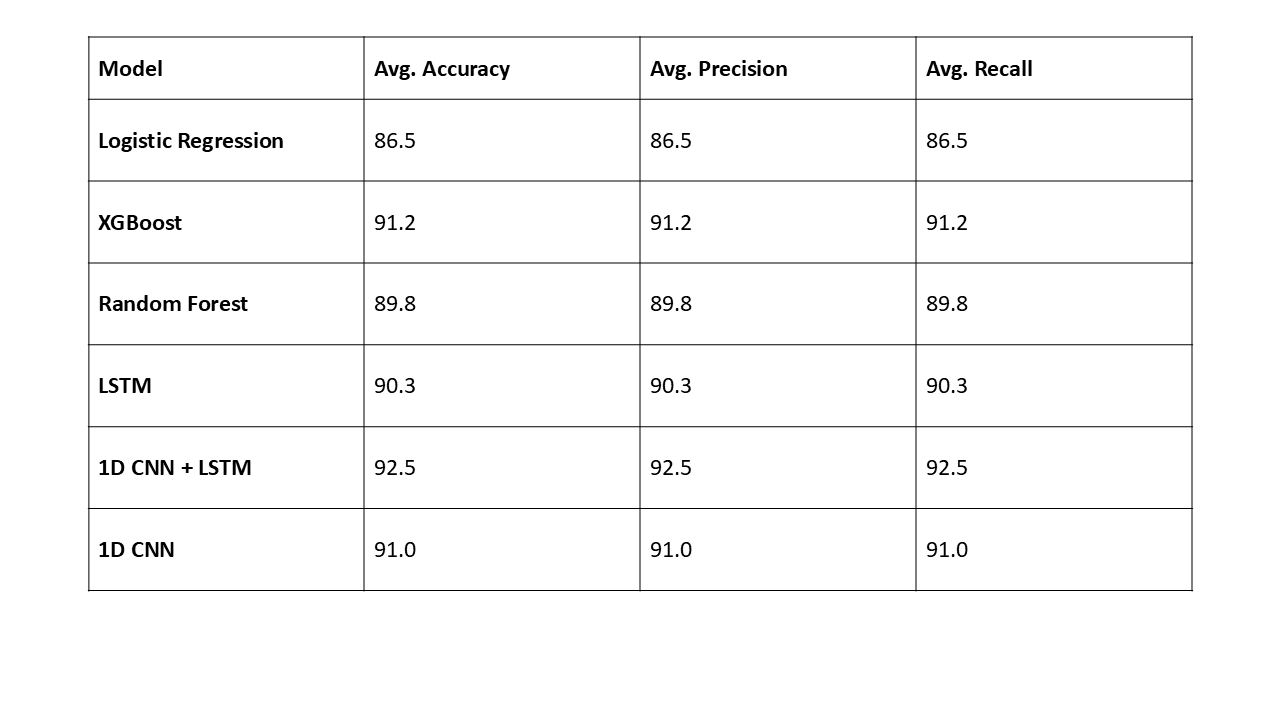 Model Avg. Accuracy Avg. Precision Avg. Recall
Logistic Regression 86.5 86.5 86.5
XGBoost 91.2 91.2 91.2
Random Forest 89.8 89.8 89.8
LSTM 90.3 90.3 90.3
1D CNN + LSTM 92.5 92.5 92.5
1D CNN 91.0 91.0 91.0